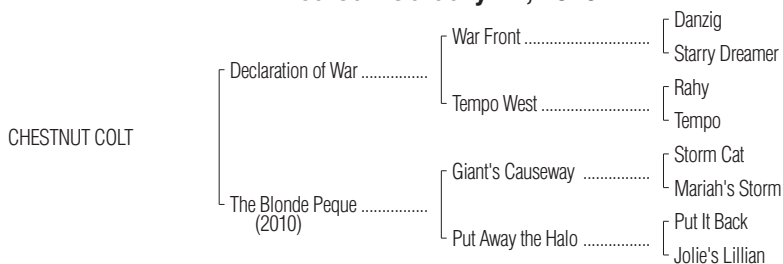 Danzig
War Front
Starry Dreamer
Declaration of War
Rahy
Tempo West
Tempo
CHESTNUT COLT
Storm Cat
Giant's Causeway
Mariah's Storm
The Blonde Peque
(2010)
Put It Back
Put Away the Halo
Jolie's Lillian